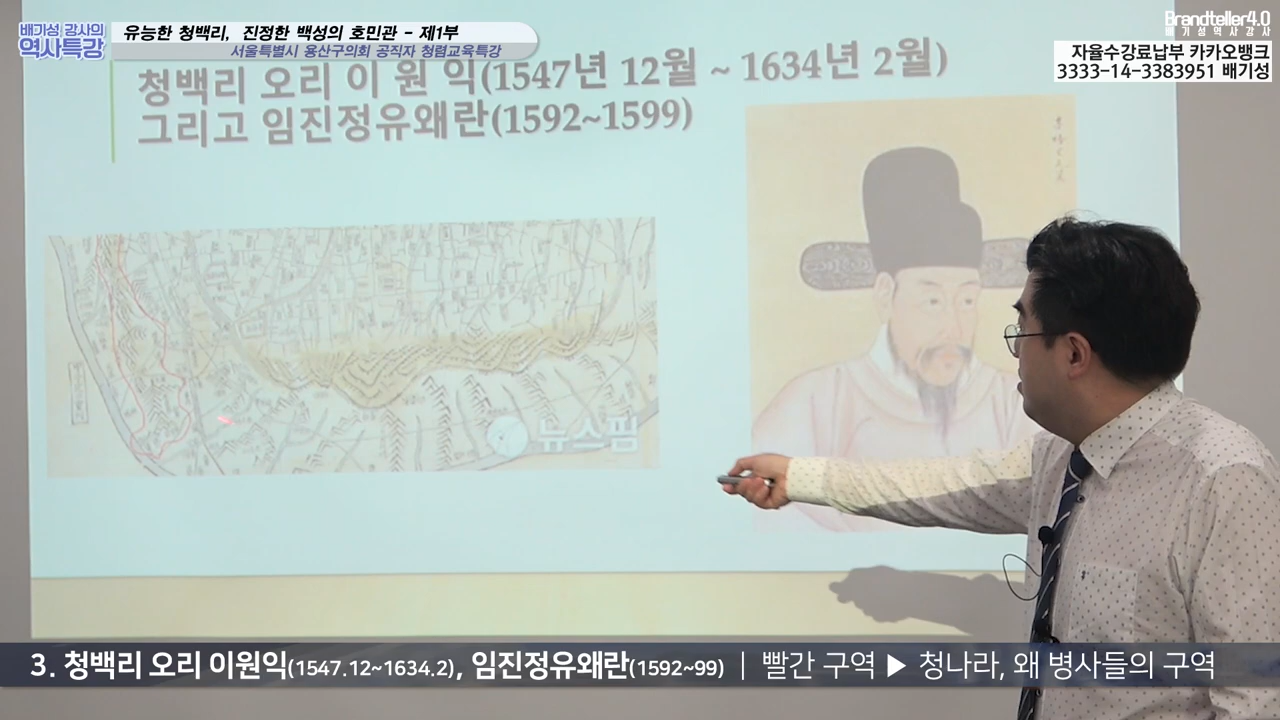 배기성 강사의
역사특강
유능한 청백리, 진정한 백성의 호민관 - 제1부
서울특별시 용산구의회 공직자 청렴교육특강
Brandteller4.0
배기성역사강사
자율수강료납부 카카오뱅크
3333-14-3383951 배기성
청백리 오리 이 원 익(1547년 12월 ~ 1634년 2월)
그리고 임진정유왜란(1592~1599)
뉴스핌
3. 청백리 오리 이원익(1547.12~1634.2), 임진정유왜란(1592~99) | 빨간 구역 ▶ 청나라, 왜 병사들의 구역